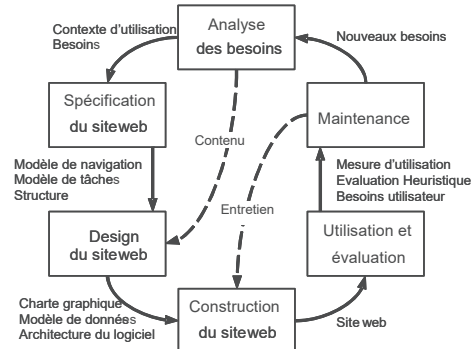 Analyse
des besoins
Contexte d'utilisation
Besoins
Nouveaux besoins
Spécification
du siteweb
Maintenance
Contenu
Modèle de navigation
Modèle de tâches
Structure
Mesure d'utilisation
Evaluation Heuristique
Besoins utilisateur
Entretien
Design
du siteweb
Utilisation et
évaluation
Charte graphique
Modèle de données
Architecture du logiciel
Construction
du siteweb
Site web